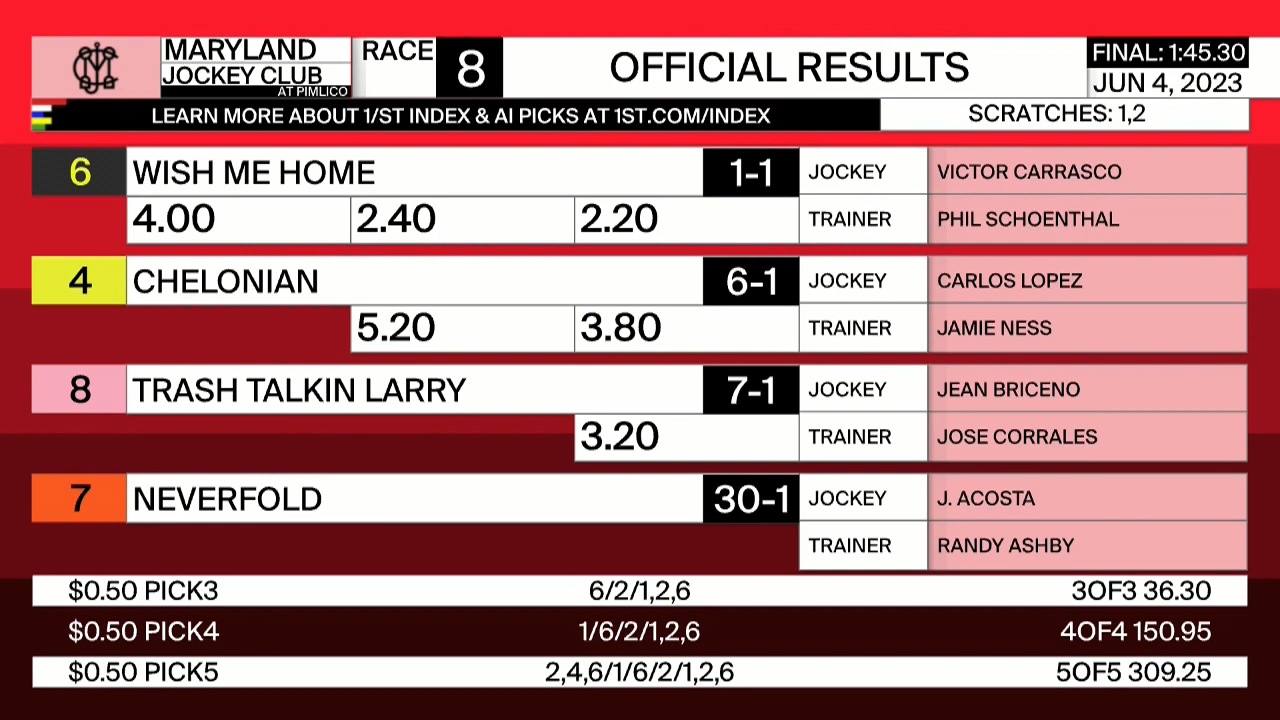 MARYLAND
JOCKEY CLUB
AT PIMLICO
RACE 8
OFFICIAL RESULTS
FINAL: 1:45.30
JUN 4, 2023
LEARN MORE ABOUT 1/ST INDEX & AI PICKS AT 1ST.COM/INDEX
SCRATCHES: 1,2
6 WISH ME HOME 1-1 JOCKEY VICTOR CARRASCO
4.00 2.40 2.20 TRAINER PHIL SCHOENTHAL
4 CHELONIAN 6-1 JOCKEY CARLOS LOPEZ
5.20 3.80 TRAINER JAMIE NESS
8 TRASH TALKIN LARRY 7-1 JOCKEY JEAN BRICENO
3.20 TRAINER JOSE CORRALES
7 NEVERFOLD 30-1 JOCKEY J. ACOSTA
TRAINER RANDY ASHBY
$0.50 PICK3 6/2/1,2,6 3OF3 36.30
$0.50 PICK4 1/6/2/1,2,6 4OF4 150.95
$0.50 PICK5 2,4,6/1/6/2/1,2,6 5OF5 309.25